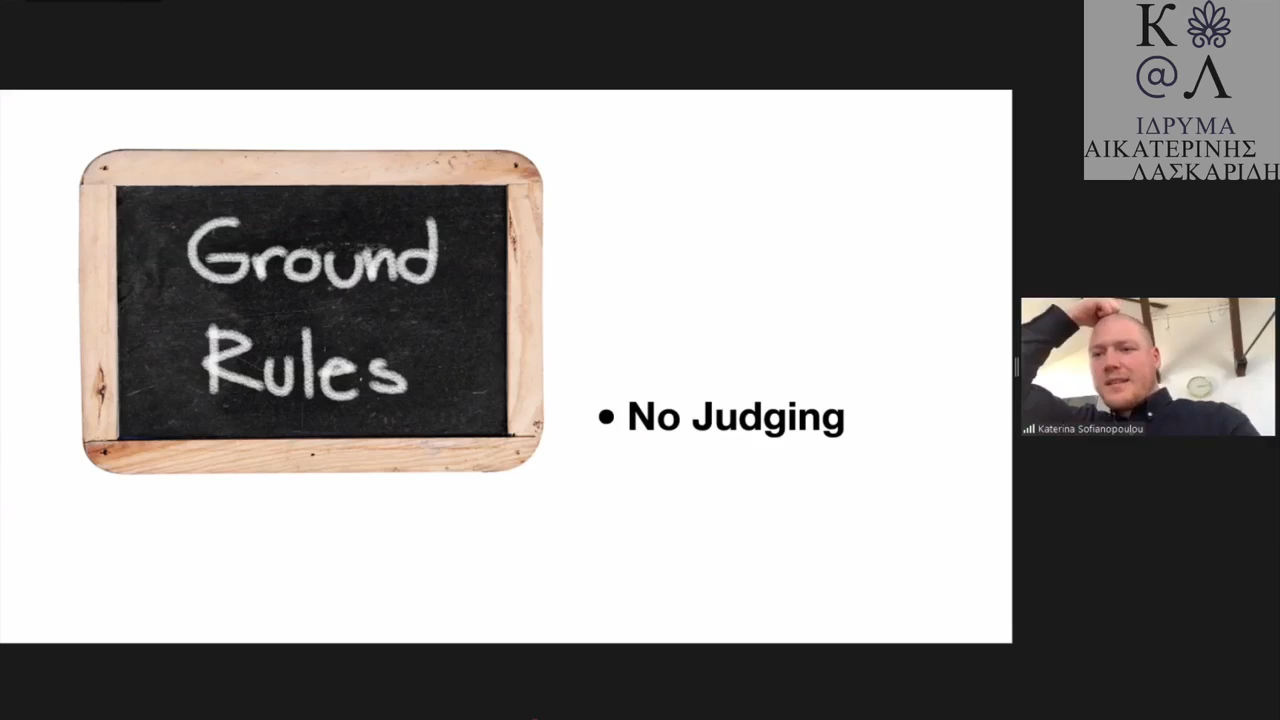 Κ
@ Λ
ΙΔΡΥΜΑ
ΑΙΚΑΤΕΡΙΝΗΣ
ΛΑΣΚΑΡΙΔΗ
Ground
Rules
• No Judging
Katerina Sofianopoulou